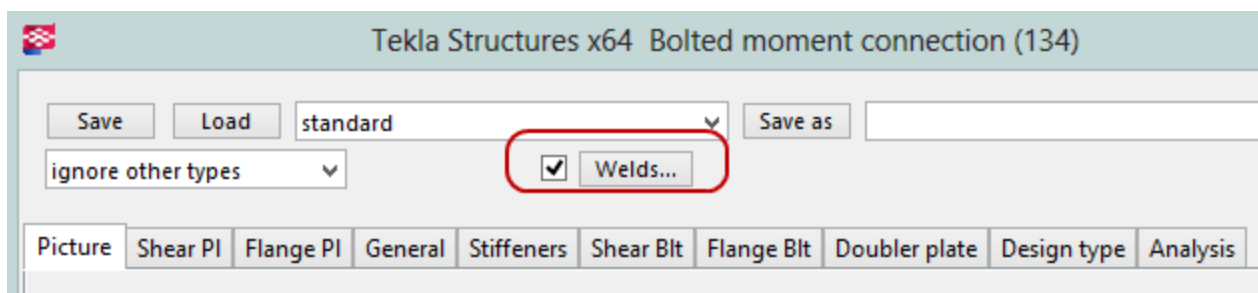 Tekla Structures x64 Bolted moment connection (134)
Save Load standard Save as
ignore other types Welds...
Picture Shear Pl Flange Pl General Stiffeners Shear Blt Flange Blt Doubler plate Design type Analysis